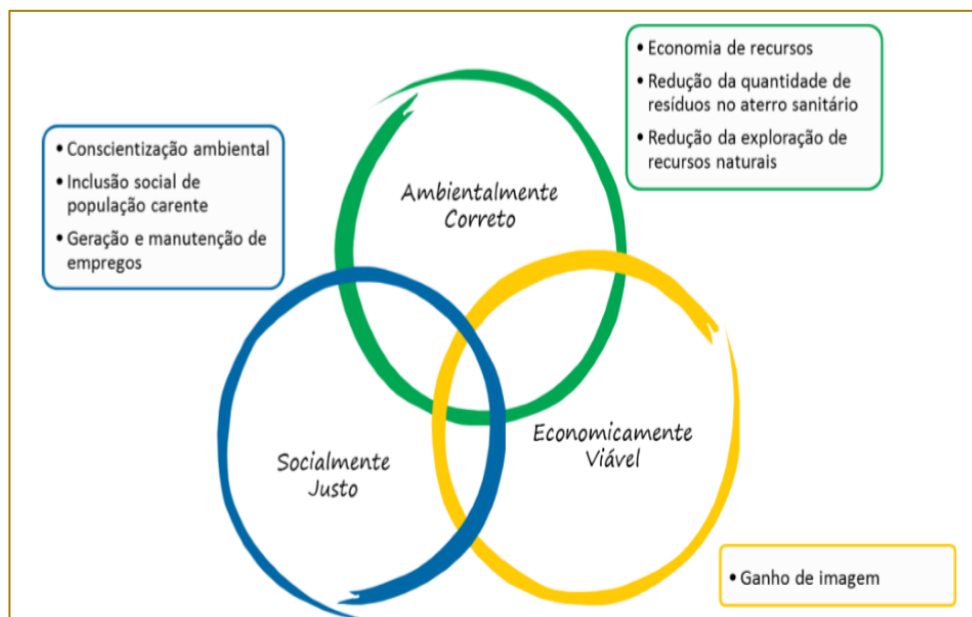 • Economia de recursos
• Redução da quantidade de
resíduos no aterro sanitário
• Redução da exploração de
recursos naturais
• Conscientização ambiental
• Inclusão social de
população carente
• Geração e manutenção de
empregos
Ambientalmente
Correto
Socialmente
Justo
Economicamente
Viável
• Ganho de imagem